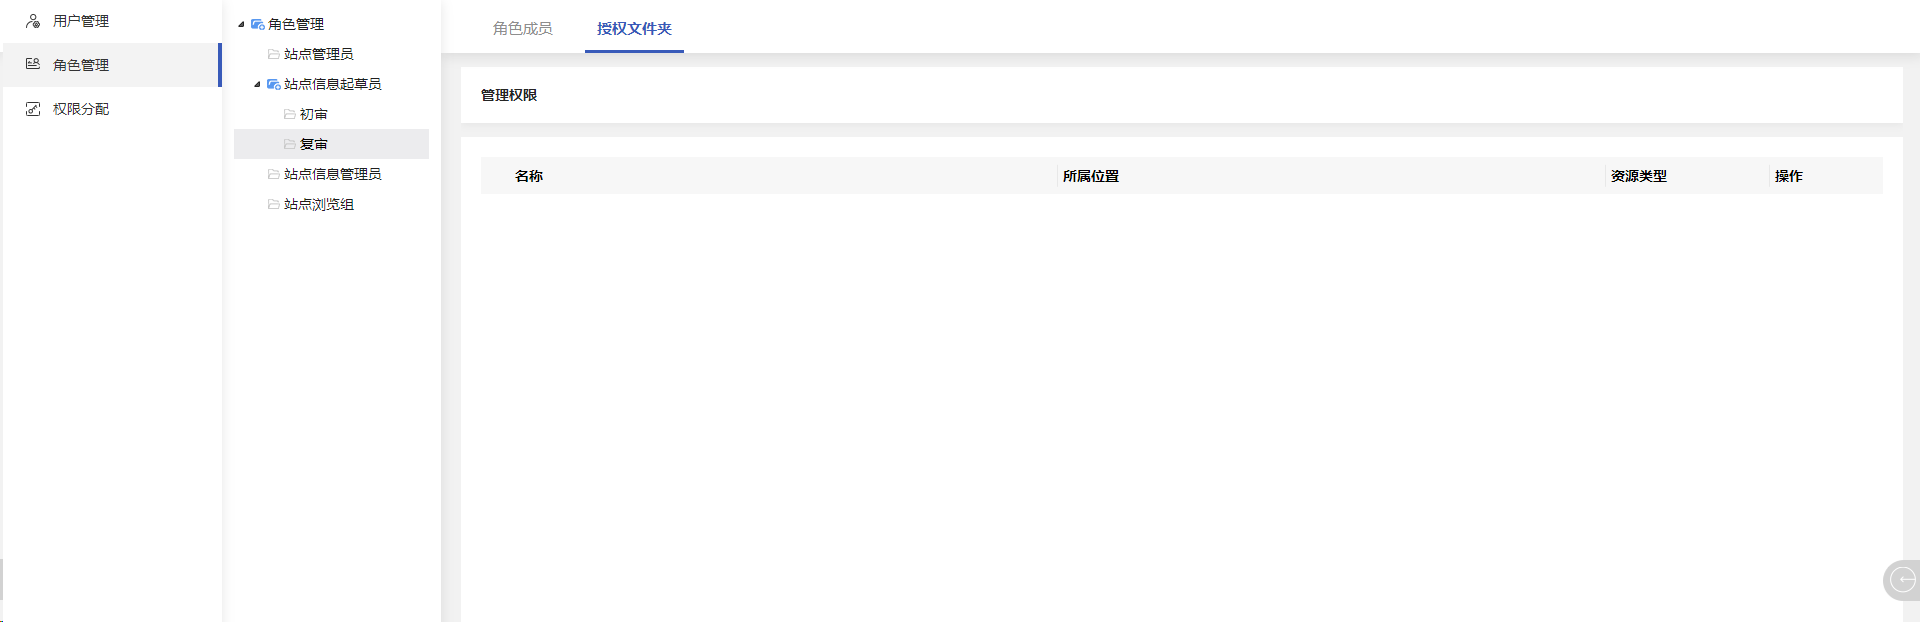 用户管理
角色管理
权限分配
角色管理
站点管理员
站点信息起草员
初审
复审
站点信息管理员
站点浏览组
角色成员 授权文件夹
管理权限
名称 所属位置 资源类型 操作